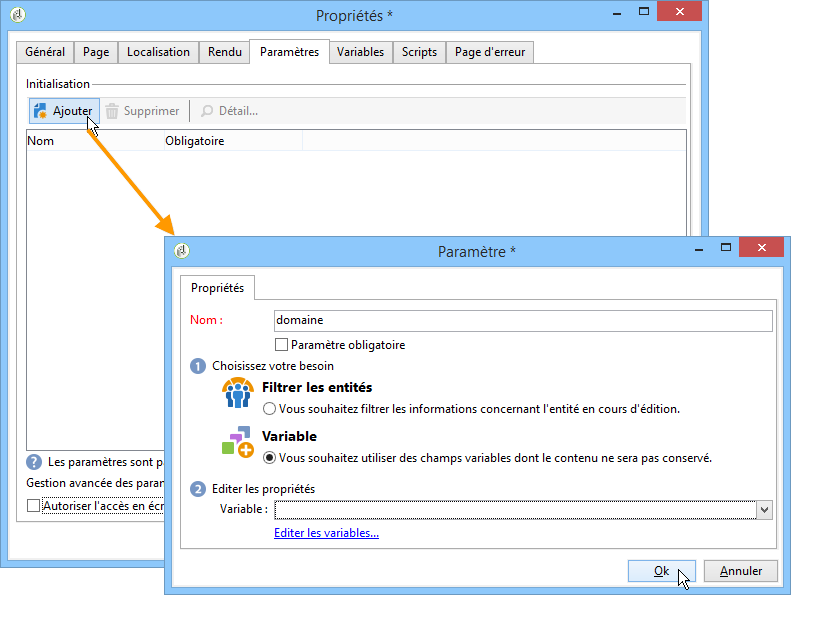 Propriétés *
Général Page Localisation Rendu Paramètres Variables Scripts Page d'erreur
Initialisation
Ajouter Supprimer Détail...
Nom Obligatoire
Les paramètres sont p
Gestion avancée des parar
Autoriser l'accès en écr
Paramètre *
Propriétés
Nom : domaine
Paramètre obligatoire
1 Choisissez votre besoin
Filtrer les entités
Vous souhaitez filtrer les informations concernant l'entité en cours d'édition.
Variable
Vous souhaitez utiliser des champs variables dont le contenu ne sera pas conservé.
2 Editer les propriétés
Variable :
Editer les variables...
Ok Annuler